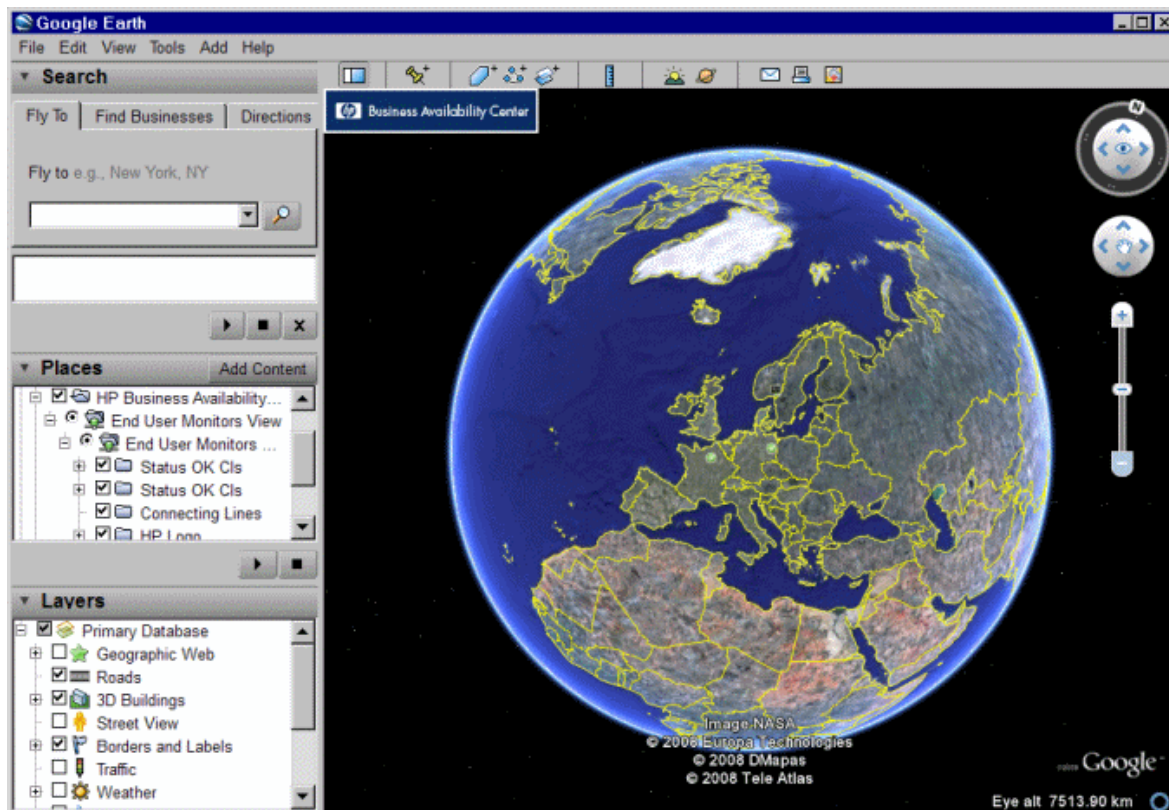 Google Earth
File Edit View Tools Add Help
Search
Fly To
Find Businesses
Directions
Fly to e.g., New York, NY
hp Business Availability Center
N
Places
Add Content
HP Business Availability...
End User Monitors View
End User Monitors ...
Status OK CIs
Status OK CIs
Connecting Lines
HP Logo
Layers
Primary Database
Geographic Web
Roads
3D Buildings
Street View
Borders and Labels
Traffic
Weather
Image NASA
© 2008 Europa Technologies
© 2008 DMapas
© 2008 Tele Atlas
Google
Eye alt 7513.90 km